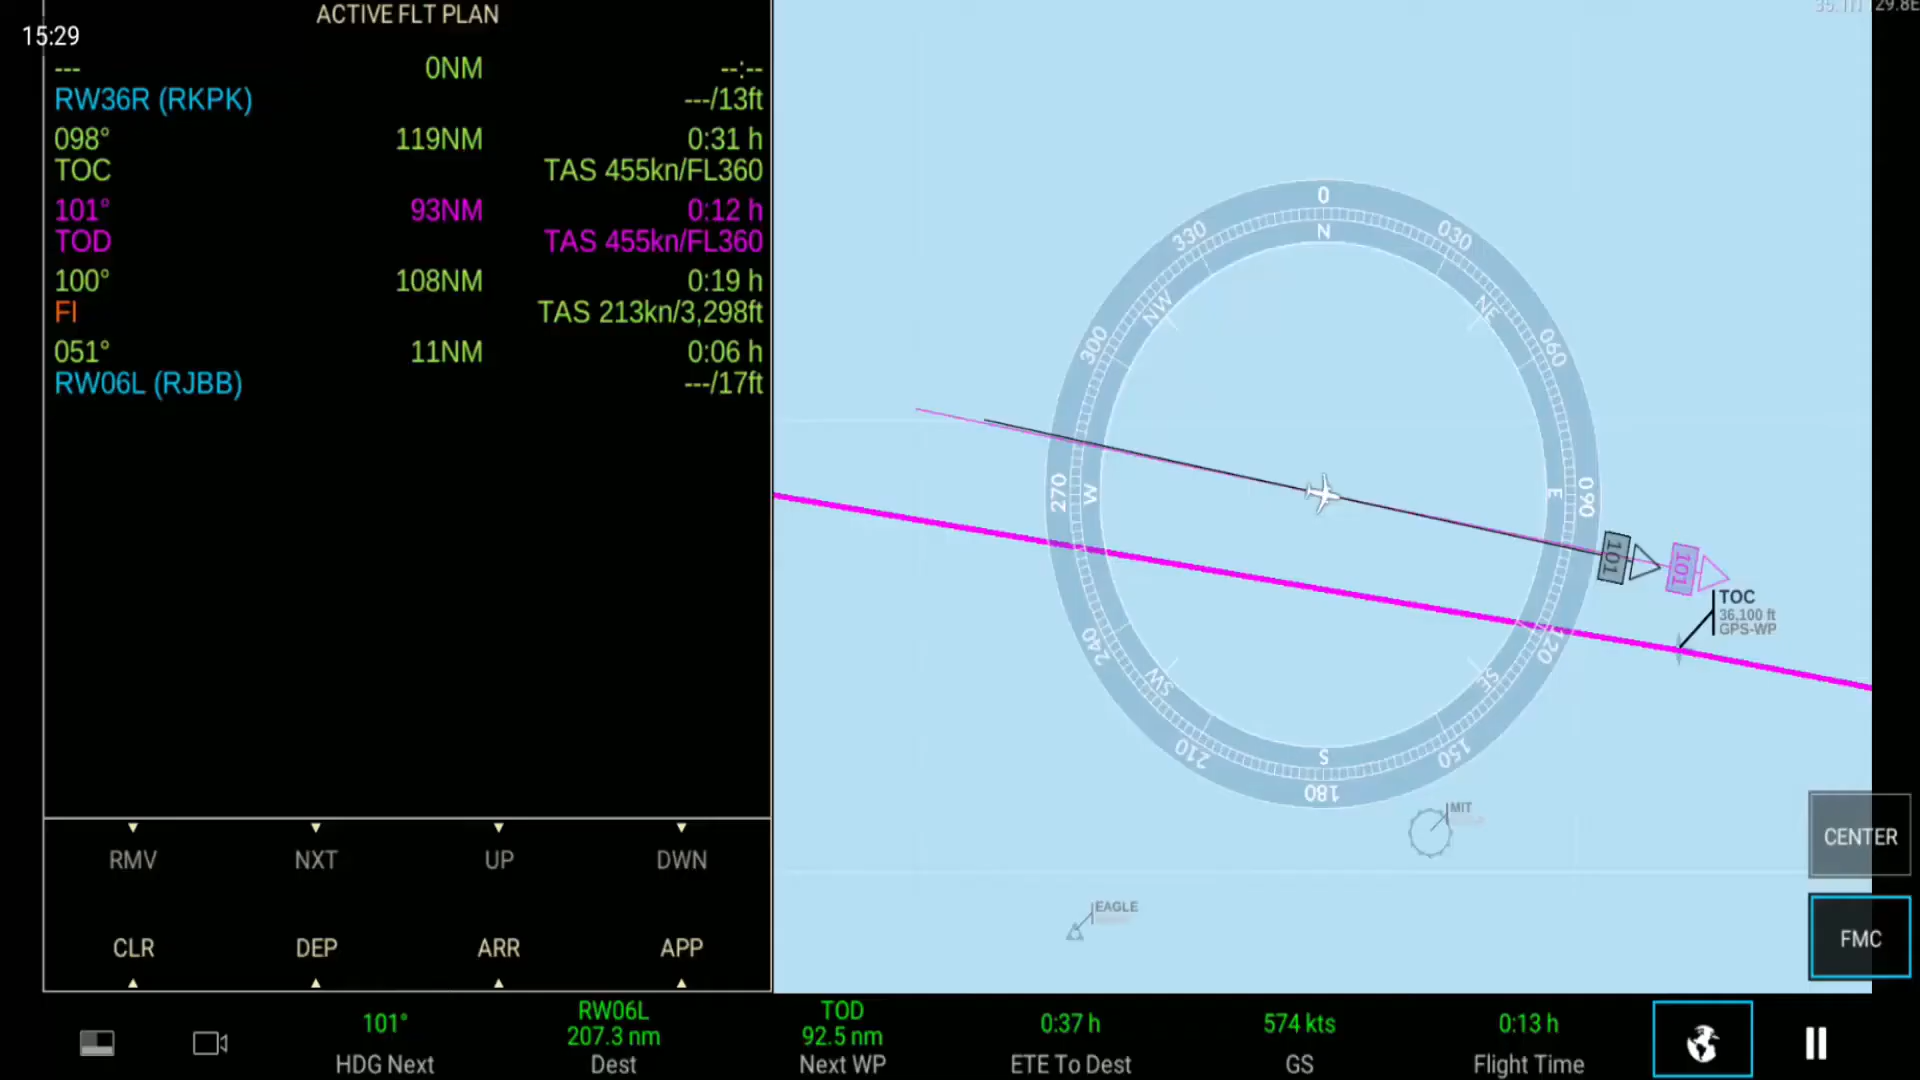 ACTIVE FLT PLAN
15:29
--- 0NM --:--
RW36R (RKPK) ---/13ft
098° 119NM 0:31 h
TOC TAS 455kn/FL360
101° 93NM 0:12 h
TOD TAS 455kn/FL360
100° 108NM 0:19 h
FI TAS 213kn/3,298ft
051° 11NM 0:06 h
RW06L (RJBB) ---/17ft
RMV NXT UP DWN
CLR DEP ARR APP
0
030
060
090
120
150
180
210
240
270
300
330
N
NE
E
SE
S
SW
W
NW
101
101
TOC
36,100 ft
GPS-WP
MIT
EAGLE
CENTER
FMC
101°
HDG Next
RW06L
207.3 nm
Dest
TOD
92.5 nm
Next WP
0:37 h
ETE To Dest
574 kts
GS
0:13 h
Flight Time